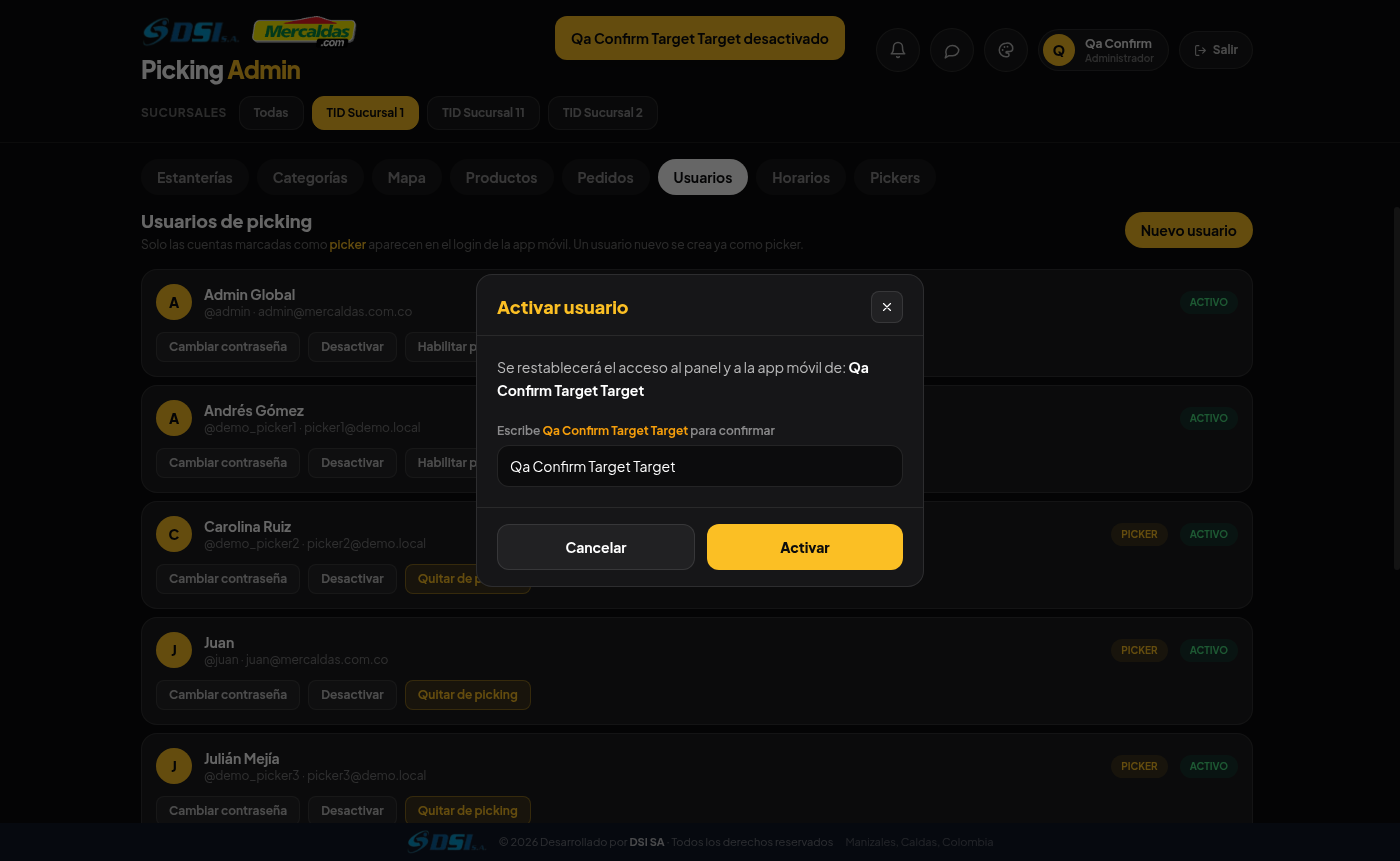 DSI SA
Mercaldas
.com
Qa Confirm Target Target desactivado
Q
Qa Confirm
Administrador
Salir
Picking Admin
SUCURSALES
Todas
TID Sucursal 1
TID Sucursal 11
TID Sucursal 2
Estanterías
Categorías
Mapa
Productos
Pedidos
Usuarios
Horarios
Pickers
Usuarios de picking
Solo las cuentas marcadas como picker aparecen en el login de la app móvil. Un usuario nuevo se crea ya como picker.
Nuevo usuario
A
Admin Global
@admin · admin@mercaldas.com.co
ACTIVO
Cambiar contraseña
Desactivar
Habilitar p
A
Andrés Gómez
@demo_picker1 · picker1@demo.local
ACTIVO
Cambiar contraseña
Desactivar
Habilitar p
C
Carolina Ruiz
@demo_picker2 · picker2@demo.local
PICKER
ACTIVO
Cambiar contraseña
Desactivar
Quitar de p
J
Juan
@juan · juan@mercaldas.com.co
PICKER
ACTIVO
Cambiar contraseña
Desactivar
Quitar de picking
J
Julián Mejía
@demo_picker3 · picker3@demo.local
PICKER
ACTIVO
Cambiar contraseña
Desactivar
Quitar de picking
Activar usuario
Se restablecerá el acceso al panel y a la app móvil de: Qa
Confirm Target Target
Escribe Qa Confirm Target Target para confirmar
Qa Confirm Target Target
Cancelar
Activar
DSI SA
© 2026 Desarrollado por DSI SA · Todos los derechos reservados
Manizales, Caldas, Colombia